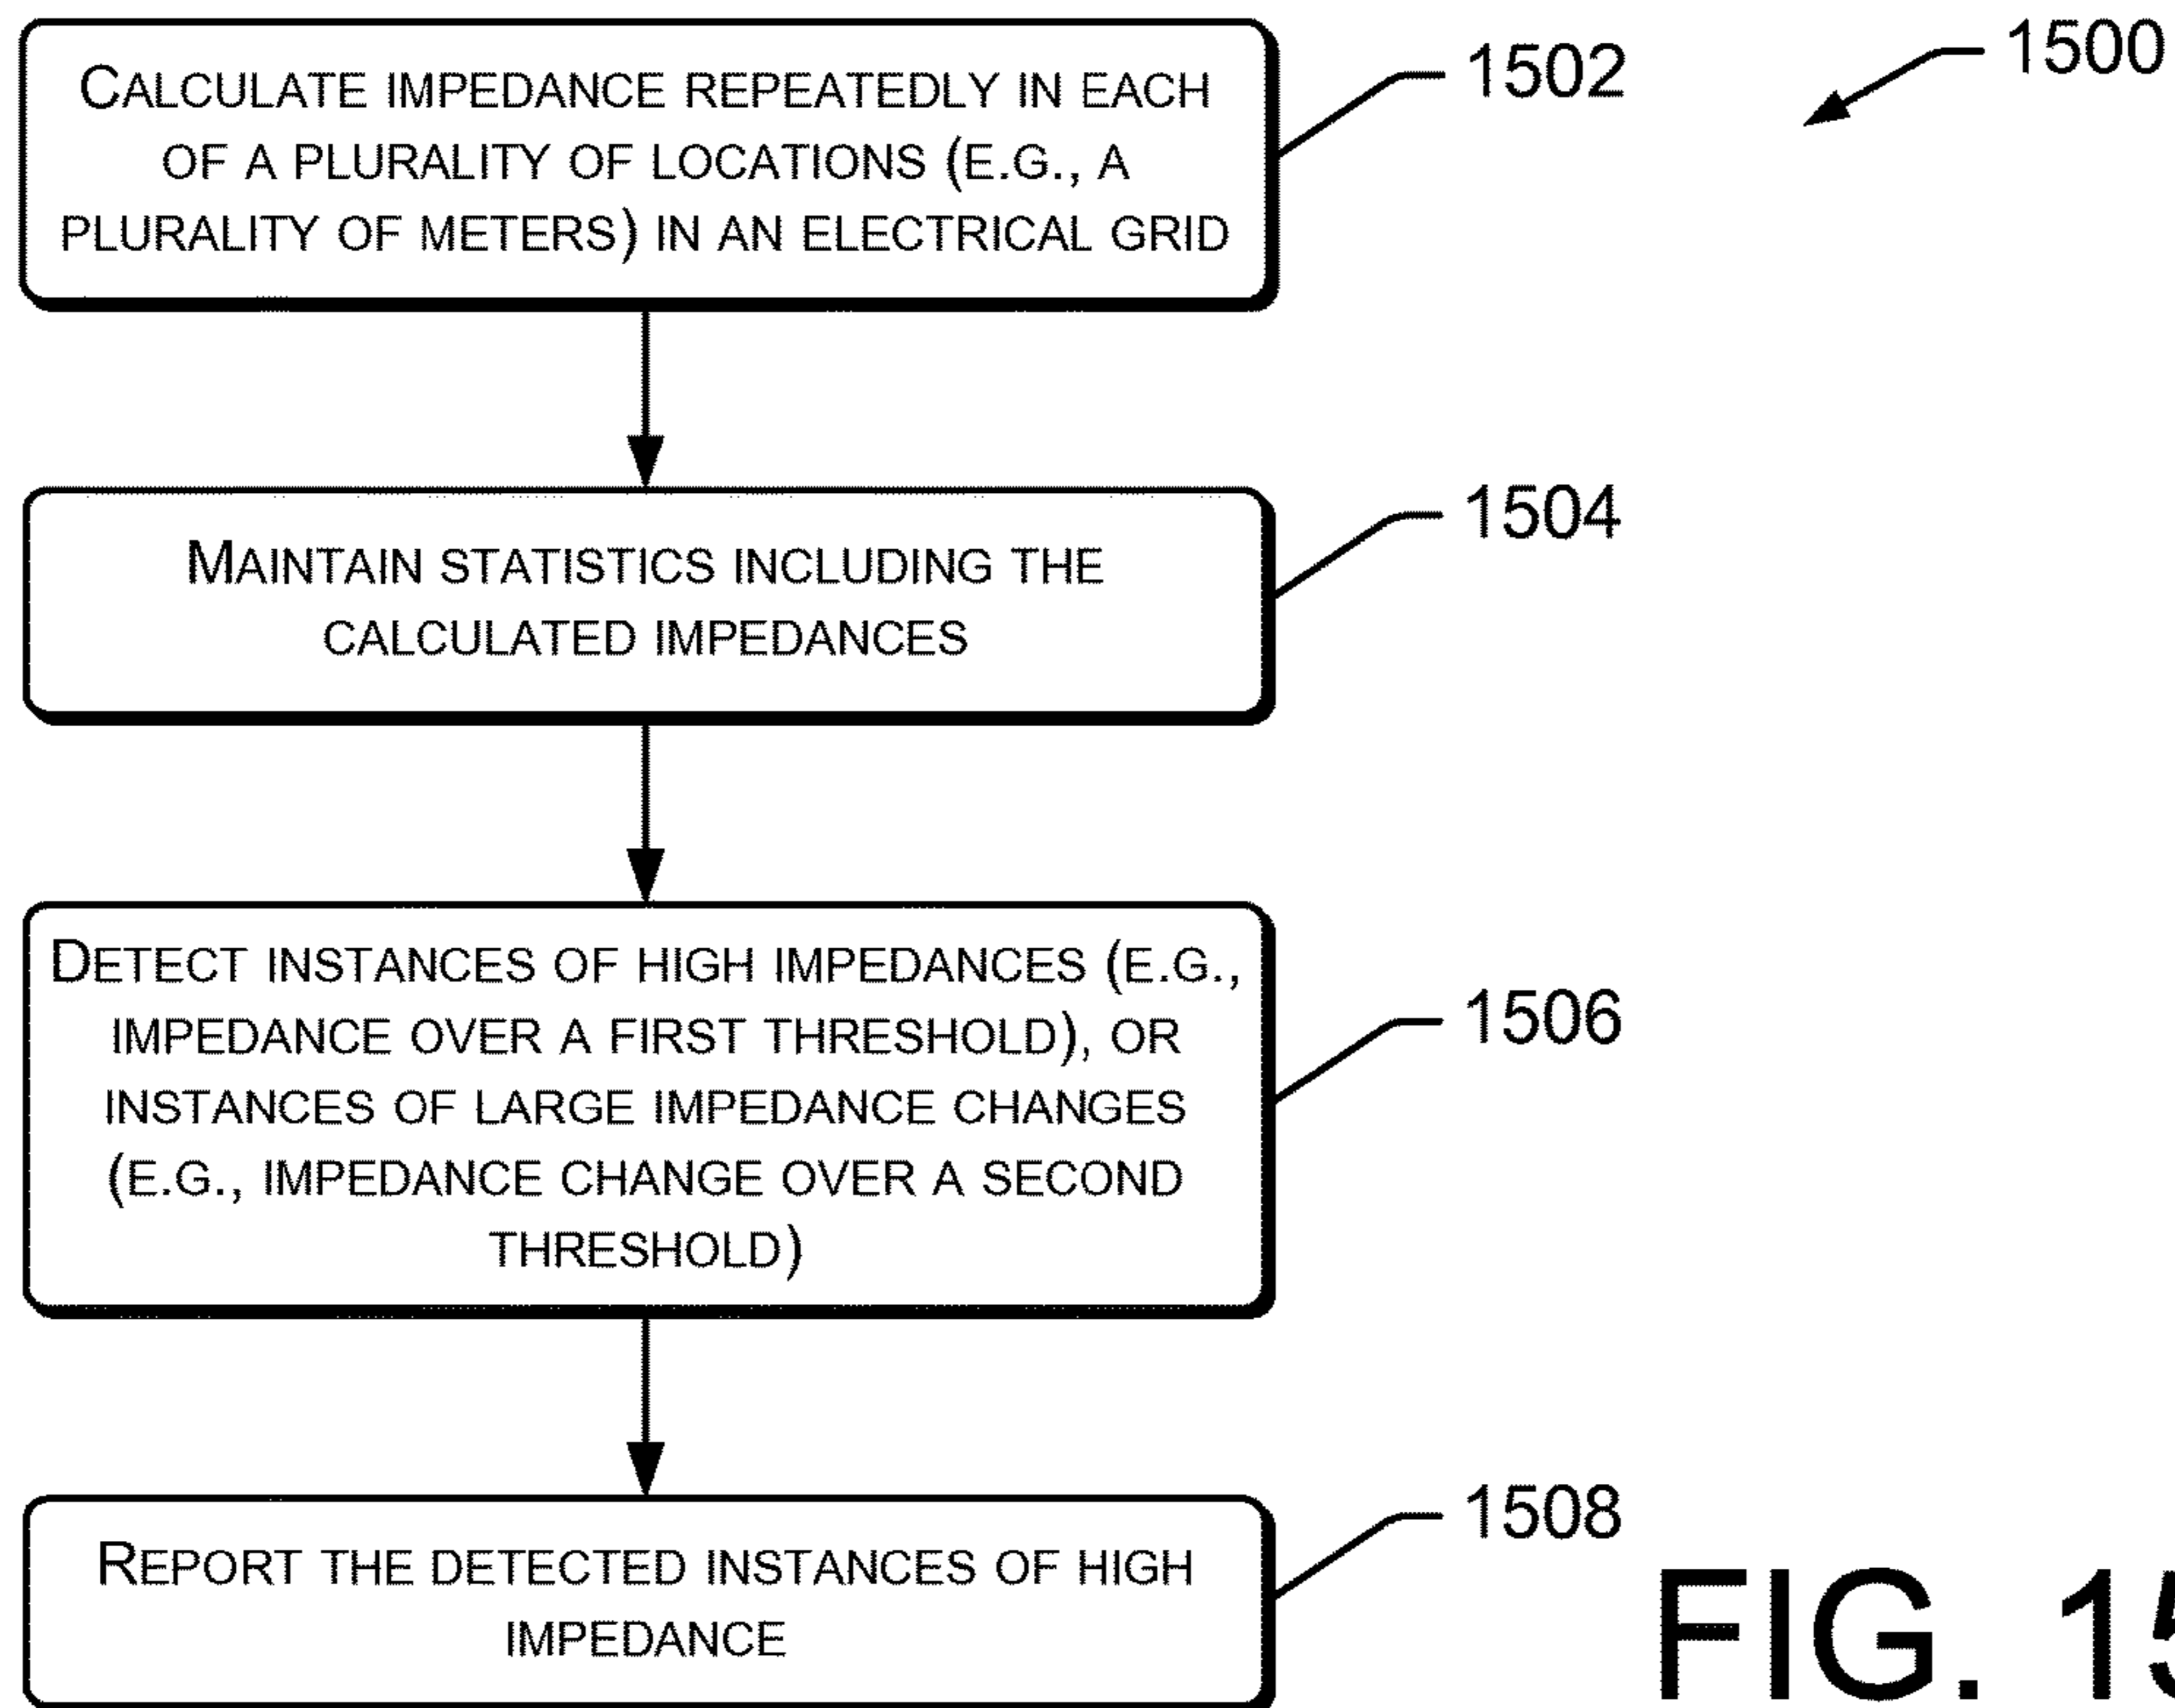 CALCULATE IMPEDANCE REPEATEDLY IN EACH
OF A PLURALITY OF LOCATIONS (E.G., A
PLURALITY OF METERS) IN AN ELECTRICAL GRID
1502
1500
MAINTAIN STATISTICS INCLUDING THE
CALCULATED IMPEDANCES
1504
DETECT INSTANCES OF HIGH IMPEDANCES (E.G.,
IMPEDANCE OVER A FIRST THRESHOLD), OR
INSTANCES OF LARGE IMPEDANCE CHANGES
(E.G., IMPEDANCE CHANGE OVER A SECOND
THRESHOLD)
1506
REPORT THE DETECTED INSTANCES OF HIGH
IMPEDANCE
1508
FIG. 15